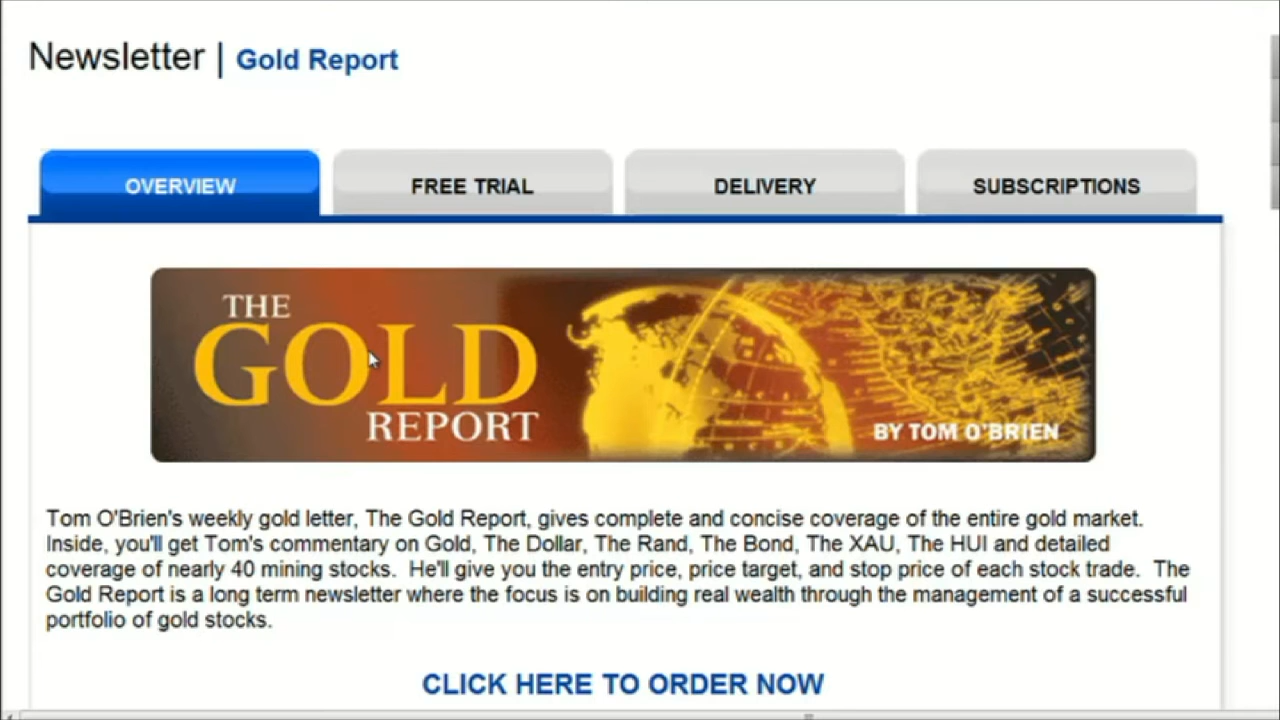 Newsletter | Gold Report
OVERVIEW FREE TRIAL DELIVERY SUBSCRIPTIONS
THE
GOLD
REPORT
BY TOM O'BRIEN
Tom O'Brien's weekly gold letter, The Gold Report, gives complete and concise coverage of the entire gold market.
Inside, you'll get Tom's commentary on Gold, The Dollar, The Rand, The Bond, The XAU, The HUI and detailed
coverage of nearly 40 mining stocks. He'll give you the entry price, price target, and stop price of each stock trade. The
Gold Report is a long term newsletter where the focus is on building real wealth through the management of a successful
portfolio of gold stocks.
CLICK HERE TO ORDER NOW